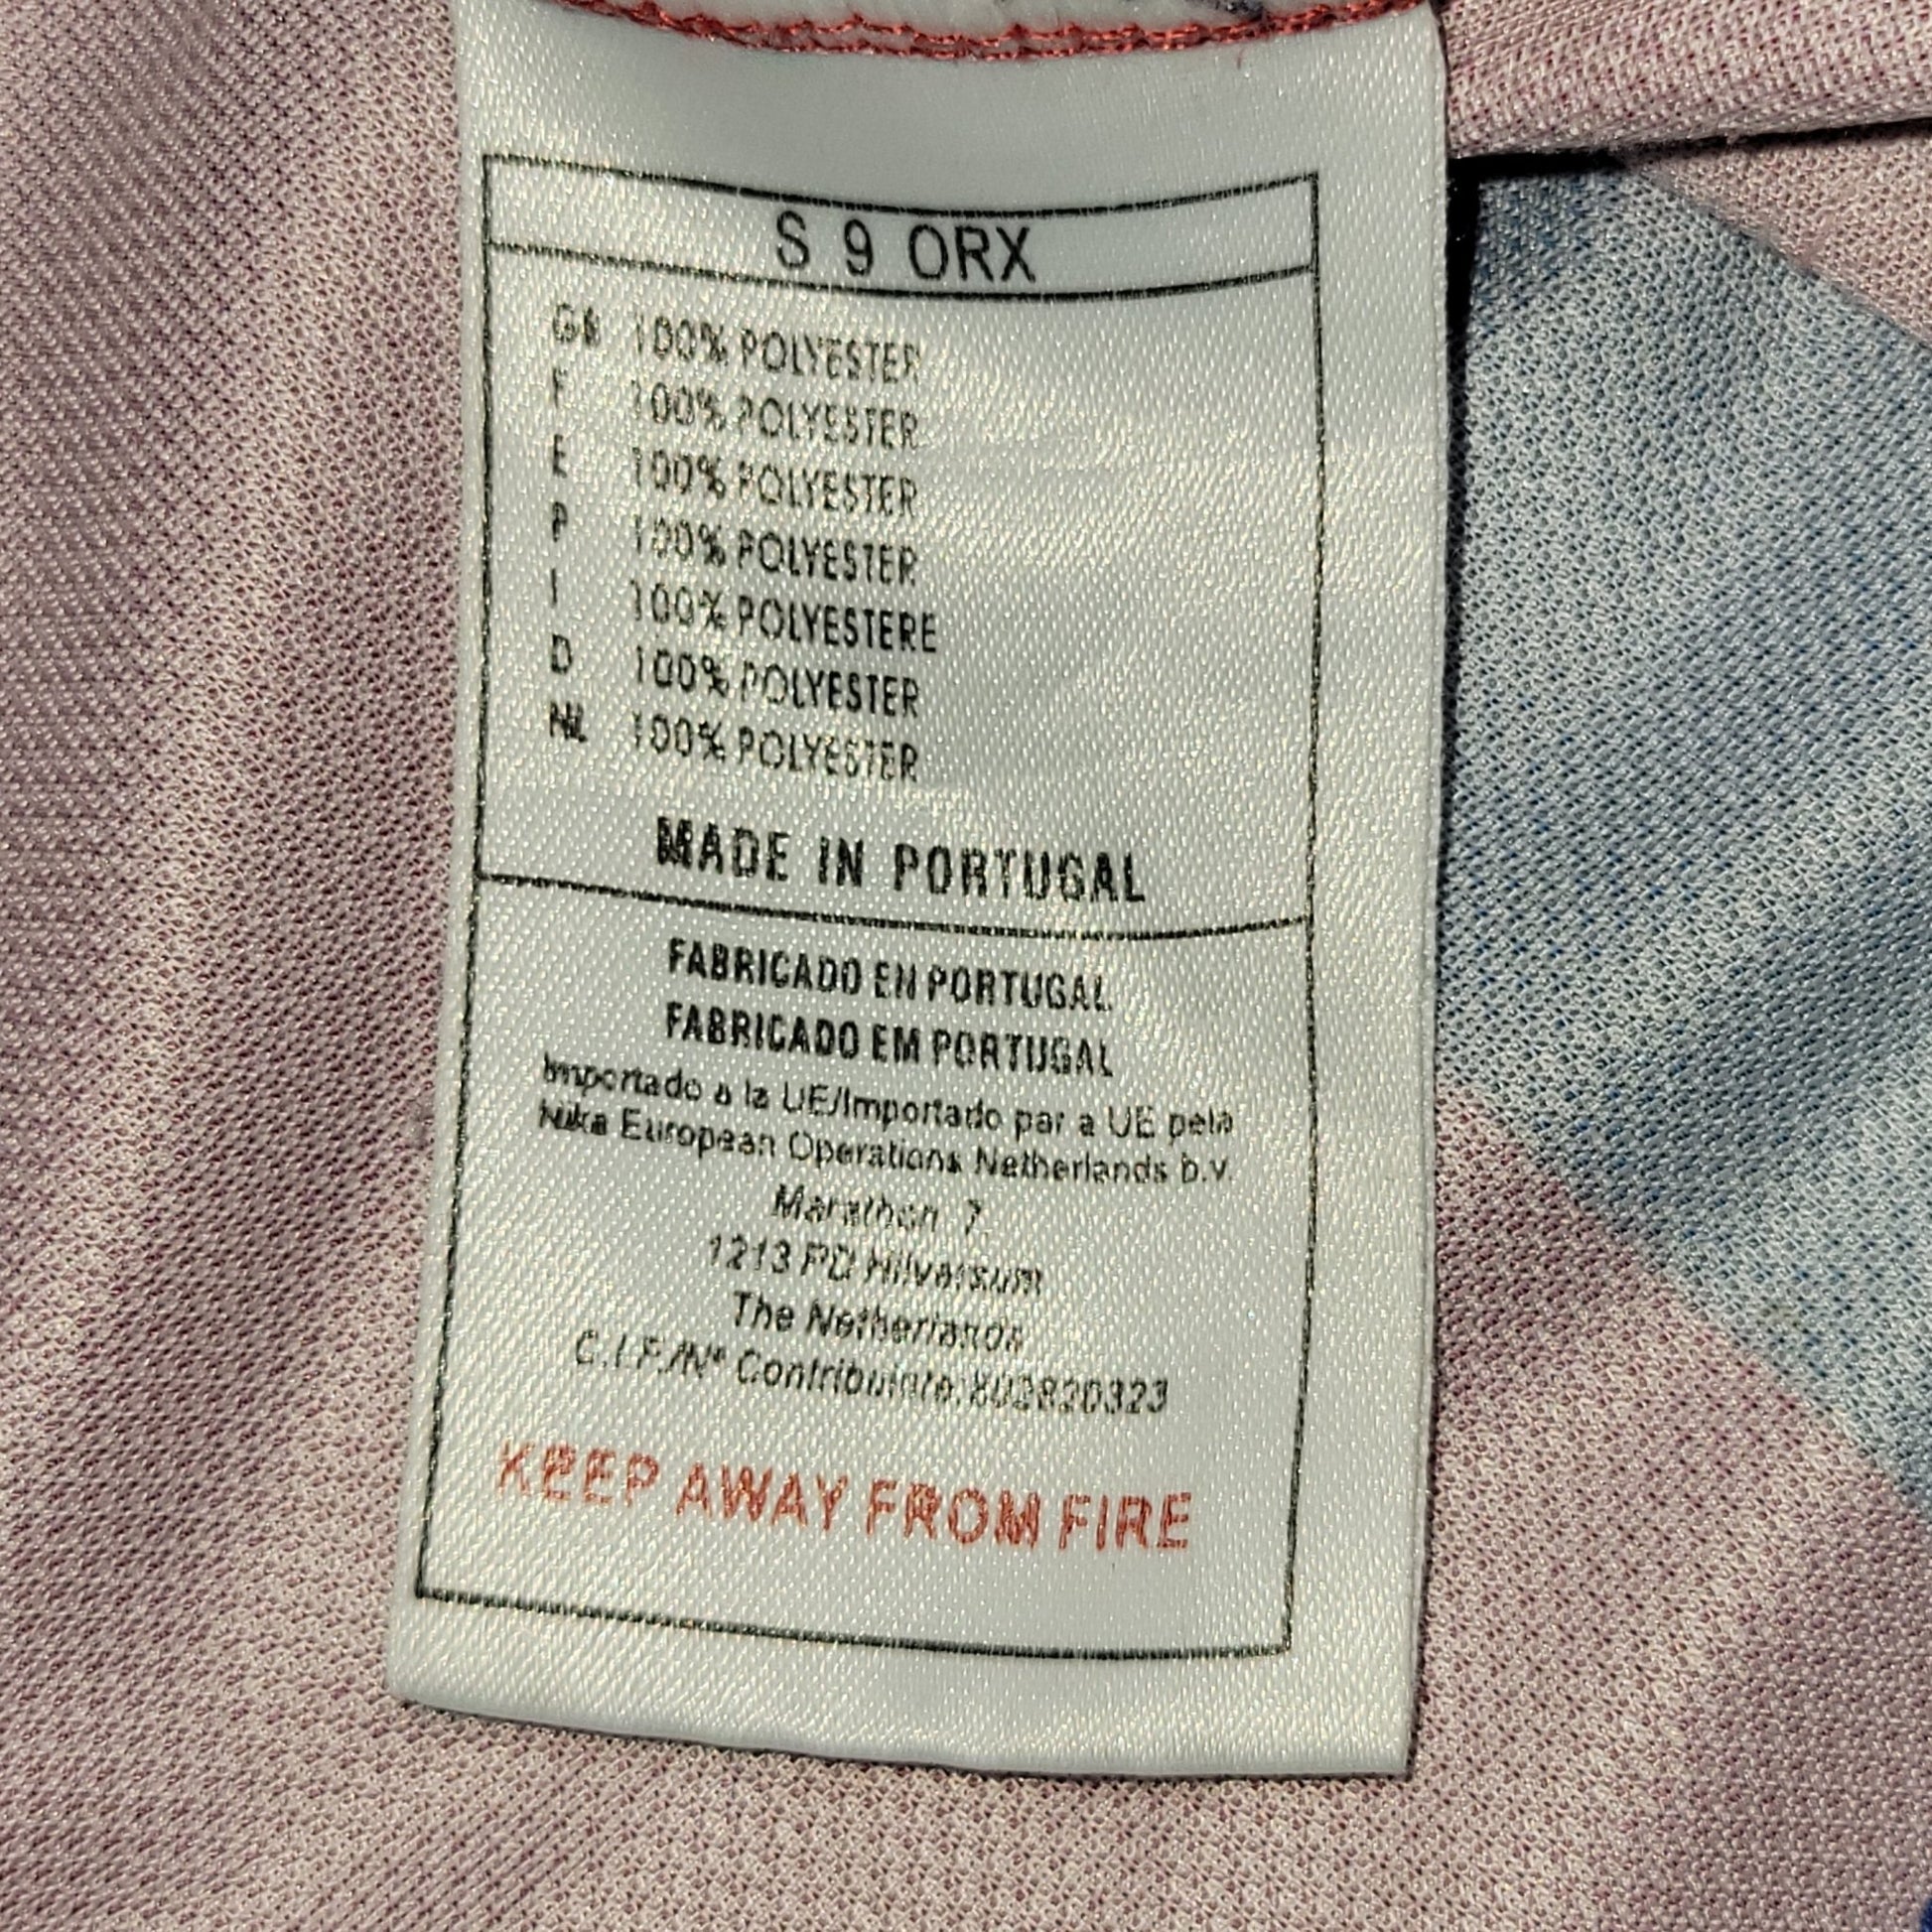 S 9 ORX
GB 100% POLYESTER
F 100% POLYESTER
E 100% POLYESTER
P 100% POLYESTER
I 100% POLYESTERE
D 100% POLYESTER
NL 100% POLYESTER
MADE IN PORTUGAL
FABRICADO EN PORTUGAL
FABRICADO EM PORTUGAL
Importado a la UE/Importado par a UE pela
Nike European Operations Netherlands b.v.
Marathon 7
1213 PD Hilversum
The Netherlands
C.I.F./Nº Contribuinte:802820323
KEEP AWAY FROM FIRE